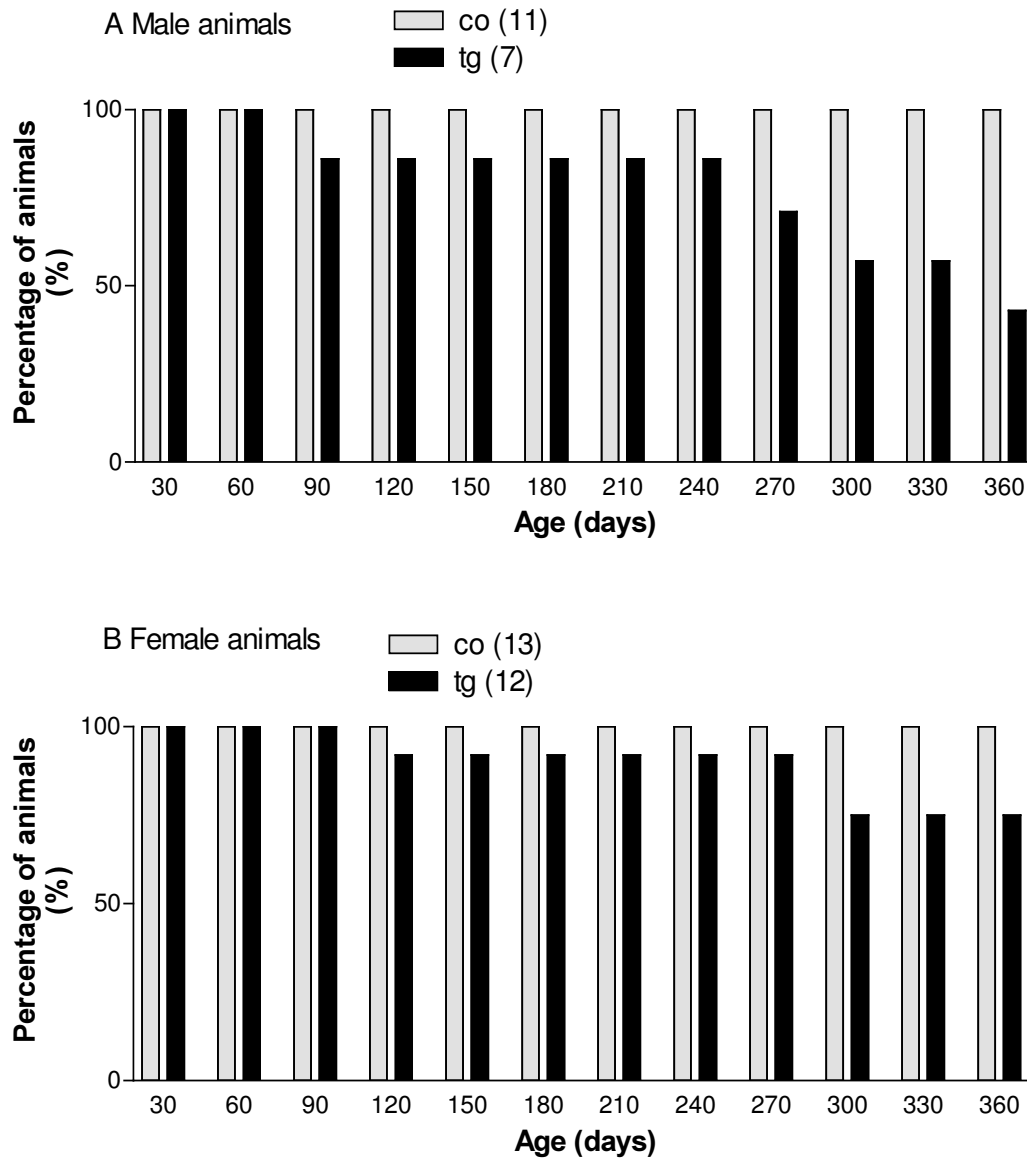 A Male animals
co (11)
tg (7)
Percentage of animals
(%)
100
50
0
30 60 90 120 150 180 210 240 270 300 330 360
Age (days)
B Female animals
co (13)
tg (12)
Percentage of animals
(%)
100
50
0
30 60 90 120 150 180 210 240 270 300 330 360
Age (days)